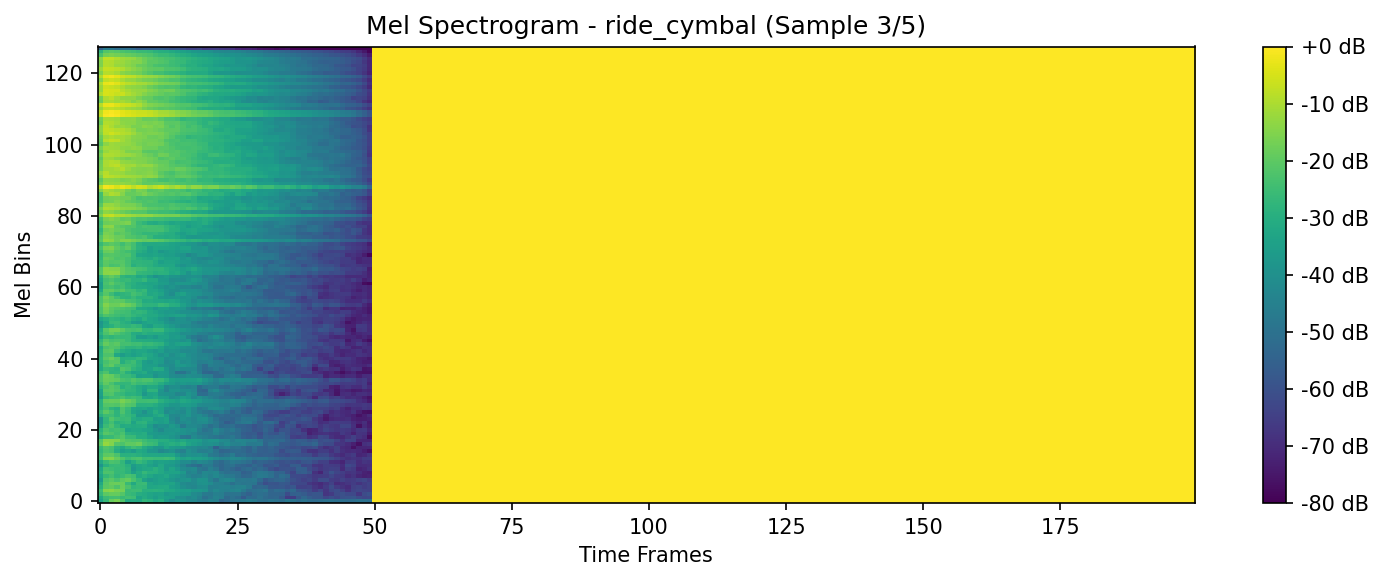 Mel Spectrogram - ride_cymbal (Sample 3/5)
Mel Bins
120
100
80
60
40
20
0
0 25 50 75 100 125 150 175
Time Frames
+0 dB
-10 dB
-20 dB
-30 dB
-40 dB
-50 dB
-60 dB
-70 dB
-80 dB